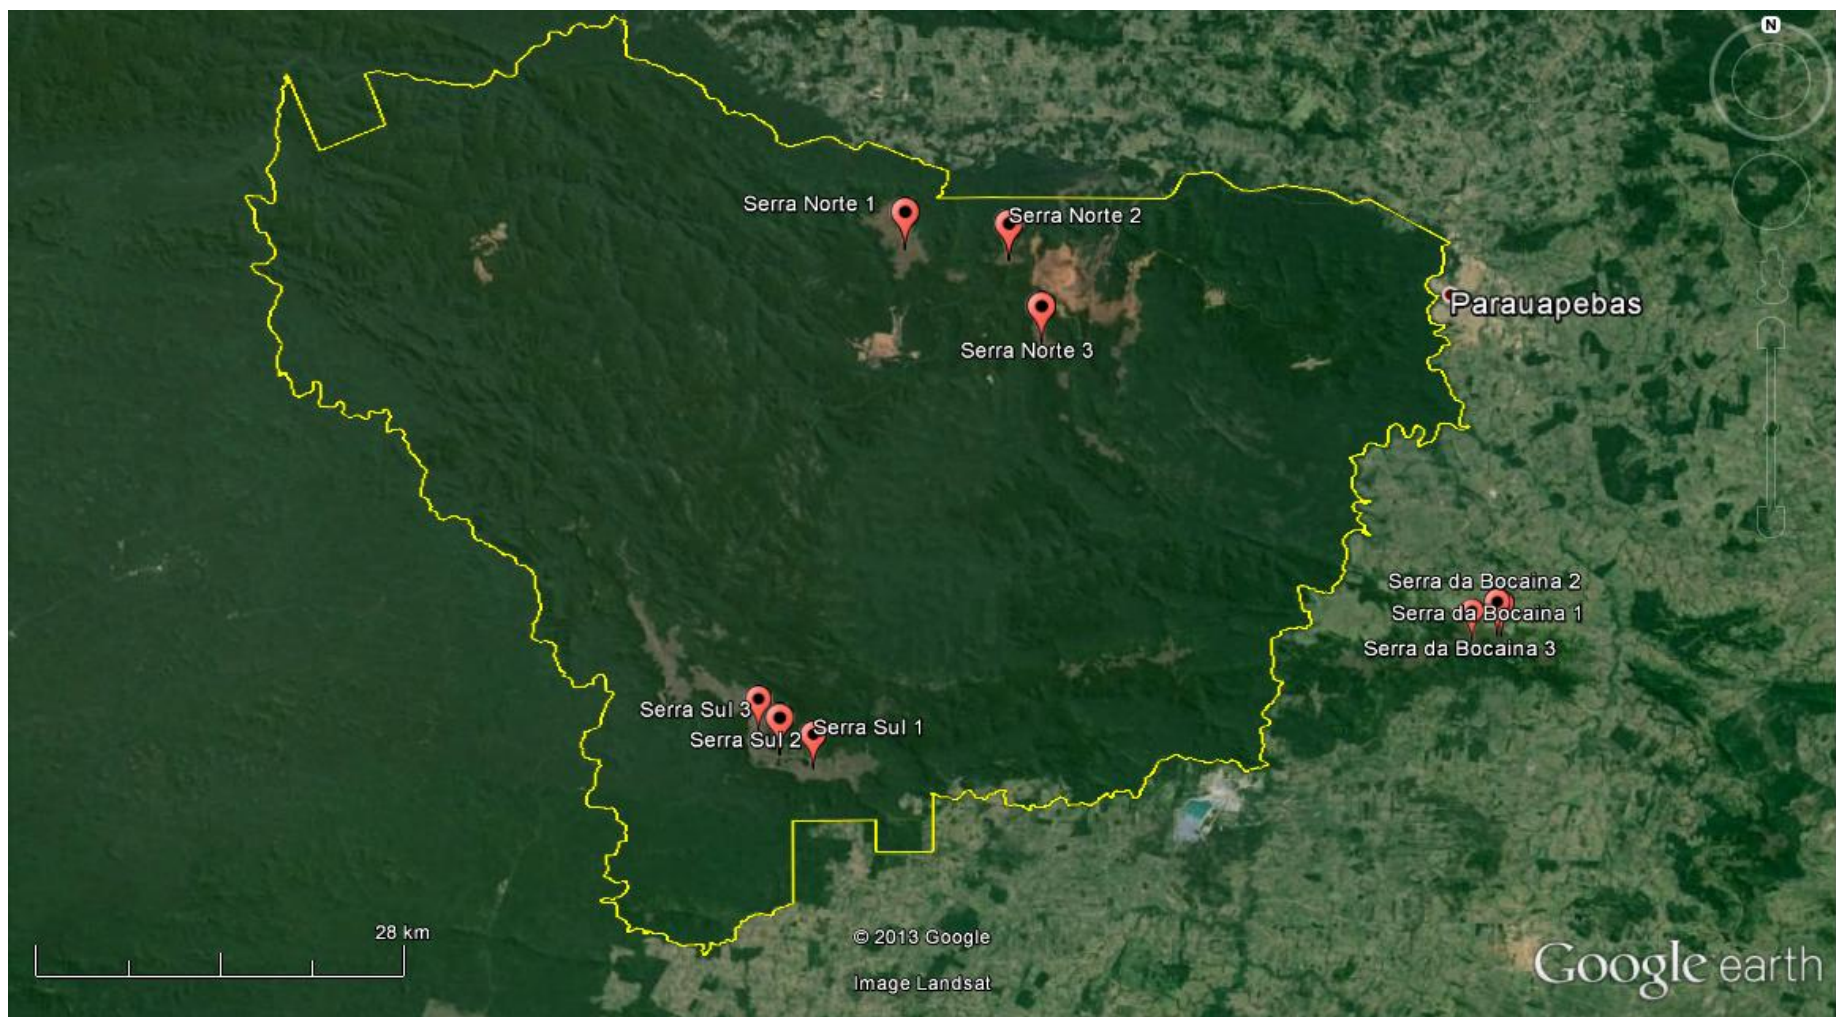 N
Serra Norte 1
Serra Norte 2
Parauapebas
Serra Norte 3
Serra da Bocaina 2
Serra da Bocaina 1
Serra da Bocaina 3
Serra Sul 3
Serra Sul 1
Serra Sul 2
28 km
© 2013 Google
Image Landsat
Google earth